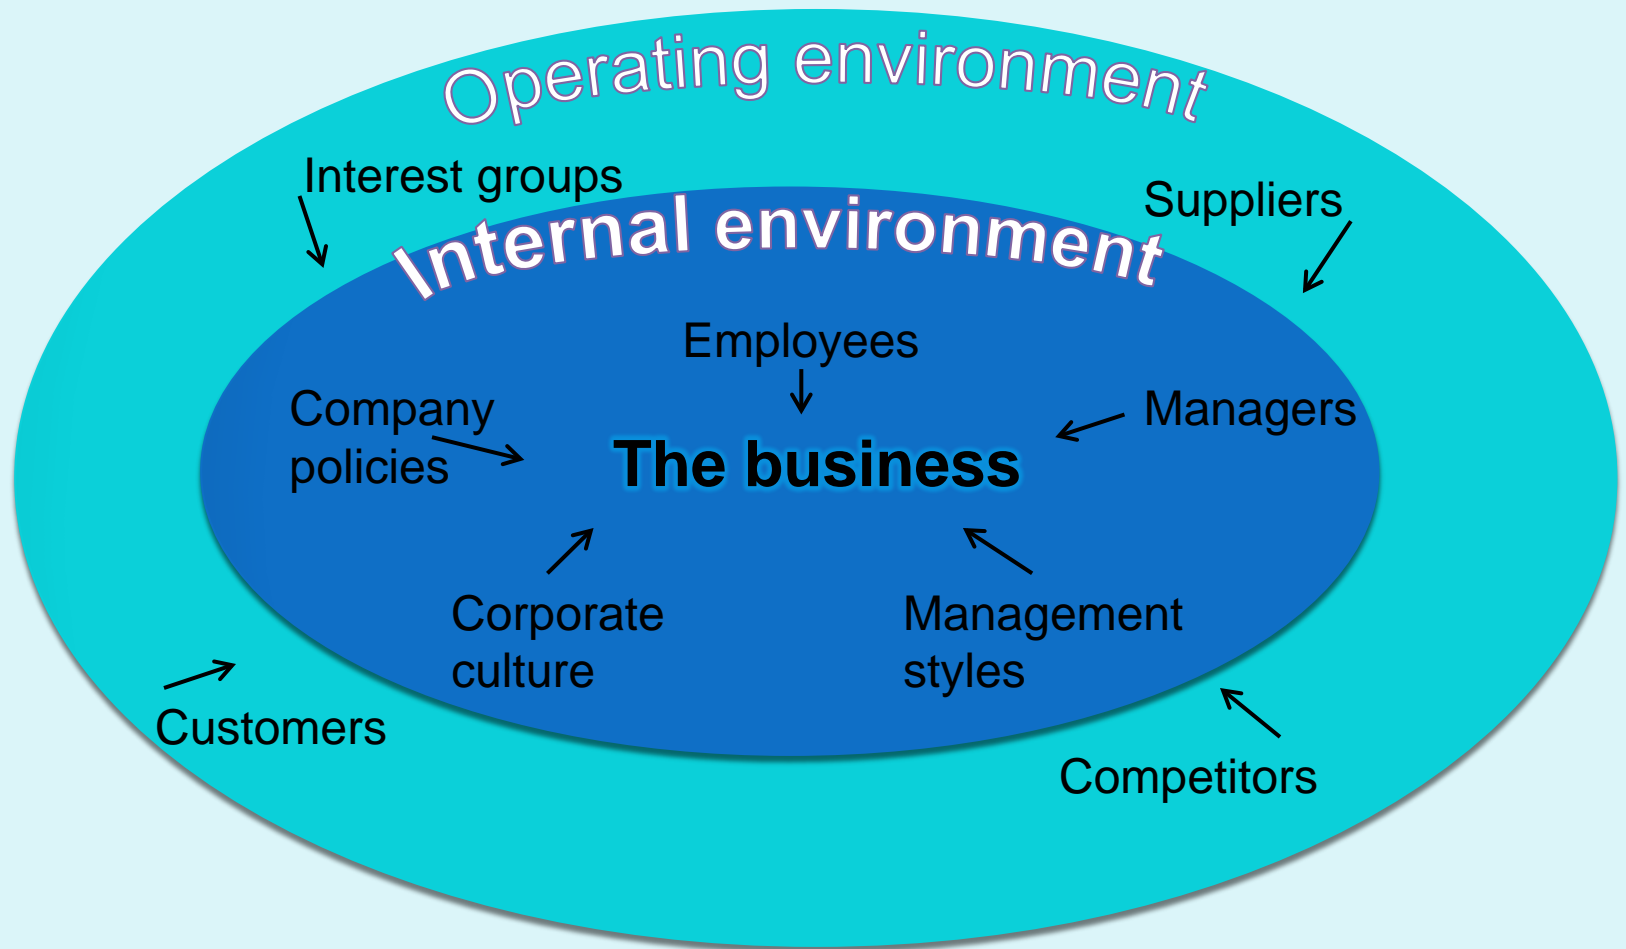 Operating environment
Interest groups
Suppliers
Internal environment
Employees
Company
policies
Managers
The business
Corporate
culture
Management
styles
Customers
Competitors